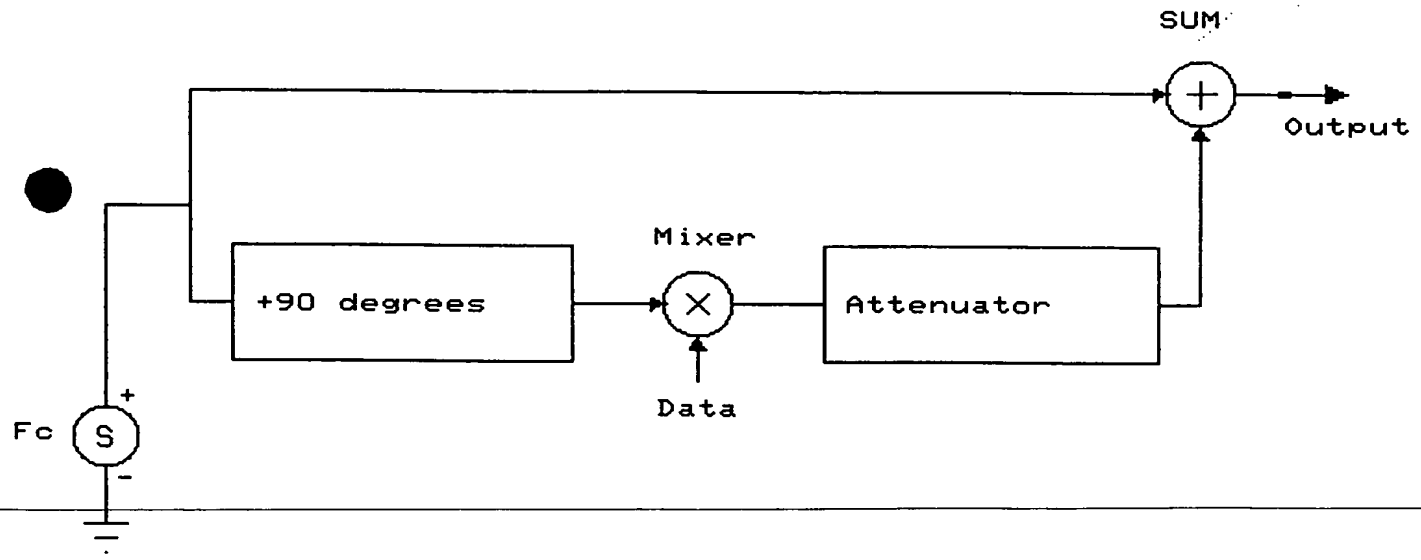 SUM
+
Output
Mixer
+90 degrees
×
Attenuator
Data
+
Fc
S
-